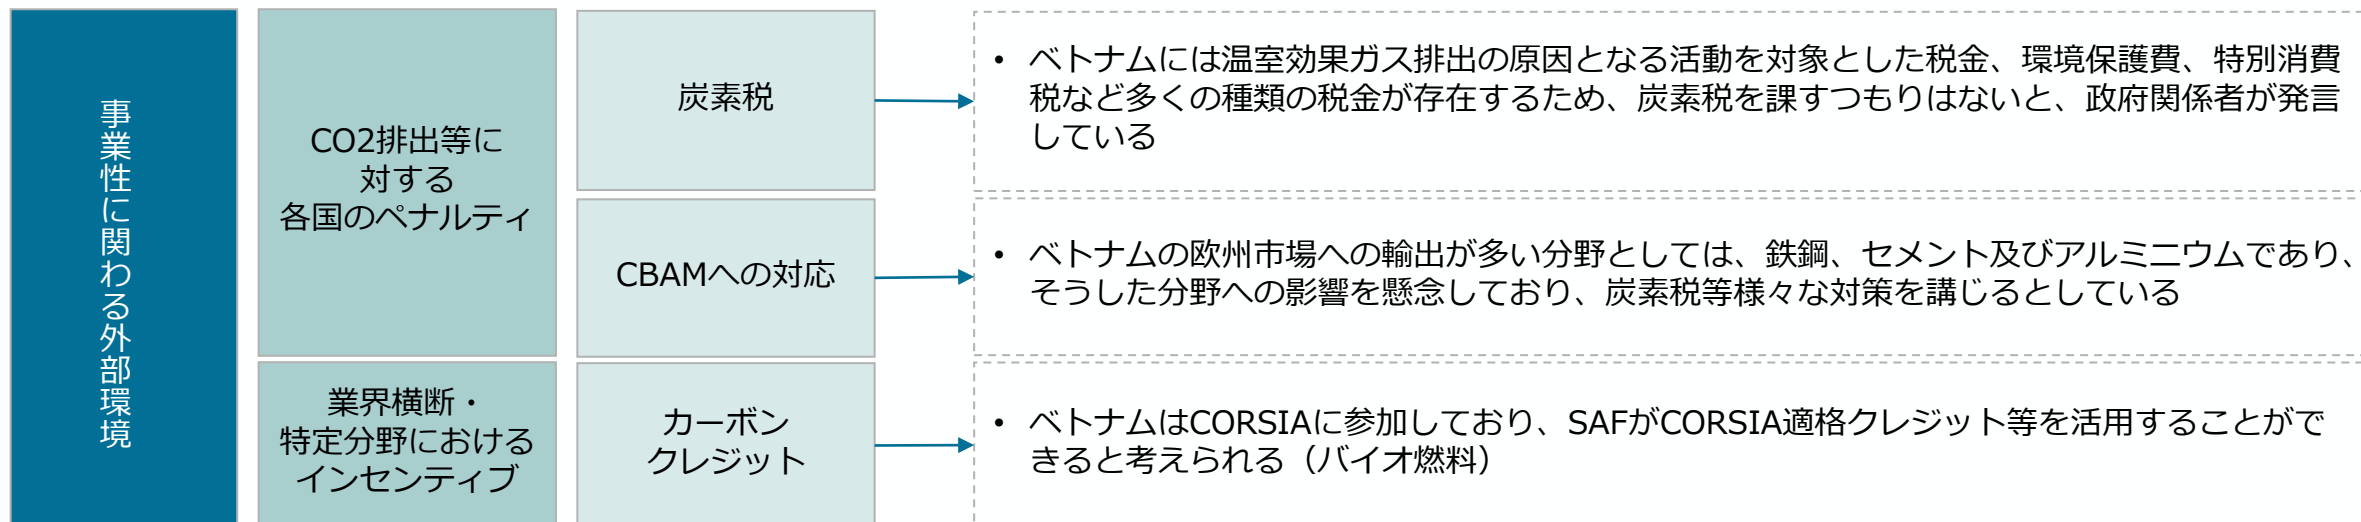 事業性に関わる外部環境
CO2排出等に
対する
各国のペナルティ
炭素税
• ベトナムには温室効果ガス排出の原因となる活動を対象とした税金、環境保護費、特別消費
税など多くの種類の税金が存在するため、炭素税を課すつもりはないと、政府関係者が発言
している
CBAMへの対応
• ベトナムの欧州市場への輸出が多い分野としては、鉄鋼、セメント及びアルミニウムであり、
そうした分野への影響を懸念しており、炭素税等様々な対策を講じるとしている
業界横断・
特定分野における
インセンティブ
カーボン
クレジット
• ベトナムはCORSIAに参加しており、SAFがCORSIA適格クレジット等を活用することがで
きると考えられる（バイオ燃料）